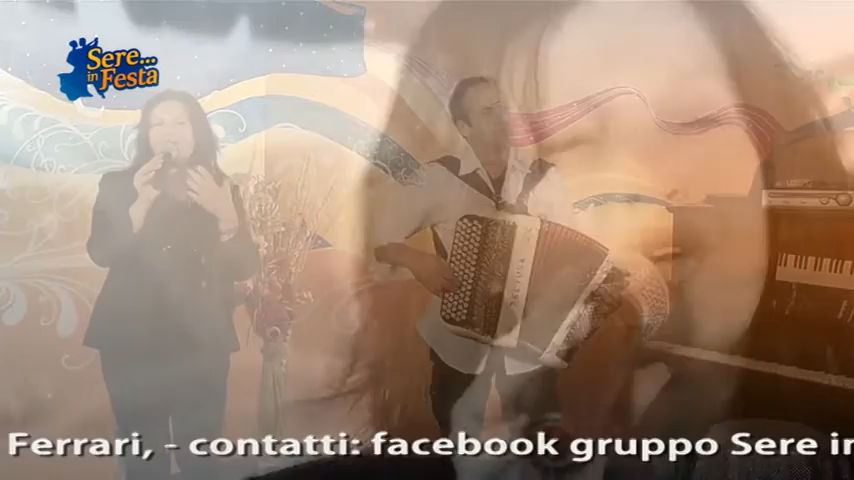 Sere...
in Festa
Ferrari, - contatti: facebook gruppo Sere in